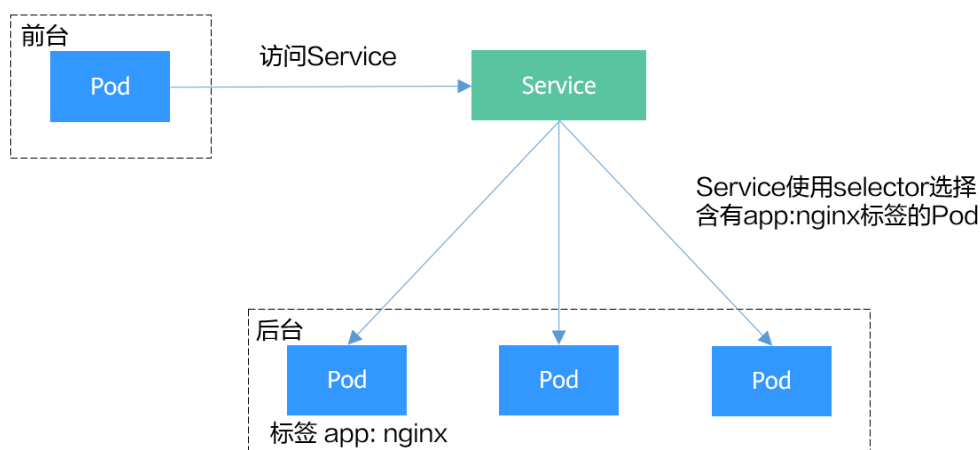 前台
Pod
访问Service
Service
Service使用selector选择
含有app:nginx标签的Pod
后台
Pod
Pod
Pod
标签 app: nginx